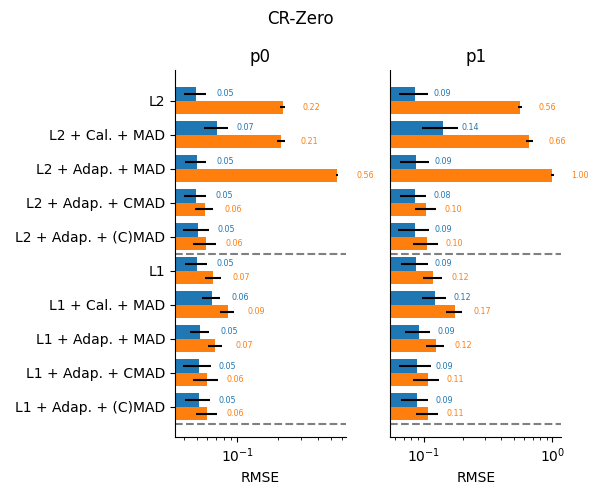 CR-Zero
p0 p1
L2 0.05 0.22 0.09 0.56
L2 + Cal. + MAD 0.07 0.21 0.14 0.66
L2 + Adap. + MAD 0.05 0.56 0.09 1.00
L2 + Adap. + CMAD 0.05 0.06 0.08 0.10
L2 + Adap. + (C)MAD 0.05 0.06 0.09 0.10
L1 0.05 0.07 0.09 0.12
L1 + Cal. + MAD 0.06 0.09 0.12 0.17
L1 + Adap. + MAD 0.05 0.07 0.09 0.12
L1 + Adap. + CMAD 0.05 0.06 0.09 0.11
L1 + Adap. + (C)MAD 0.05 0.06 0.09 0.11
10⁻¹ 10⁻¹ 10⁰
RMSE RMSE